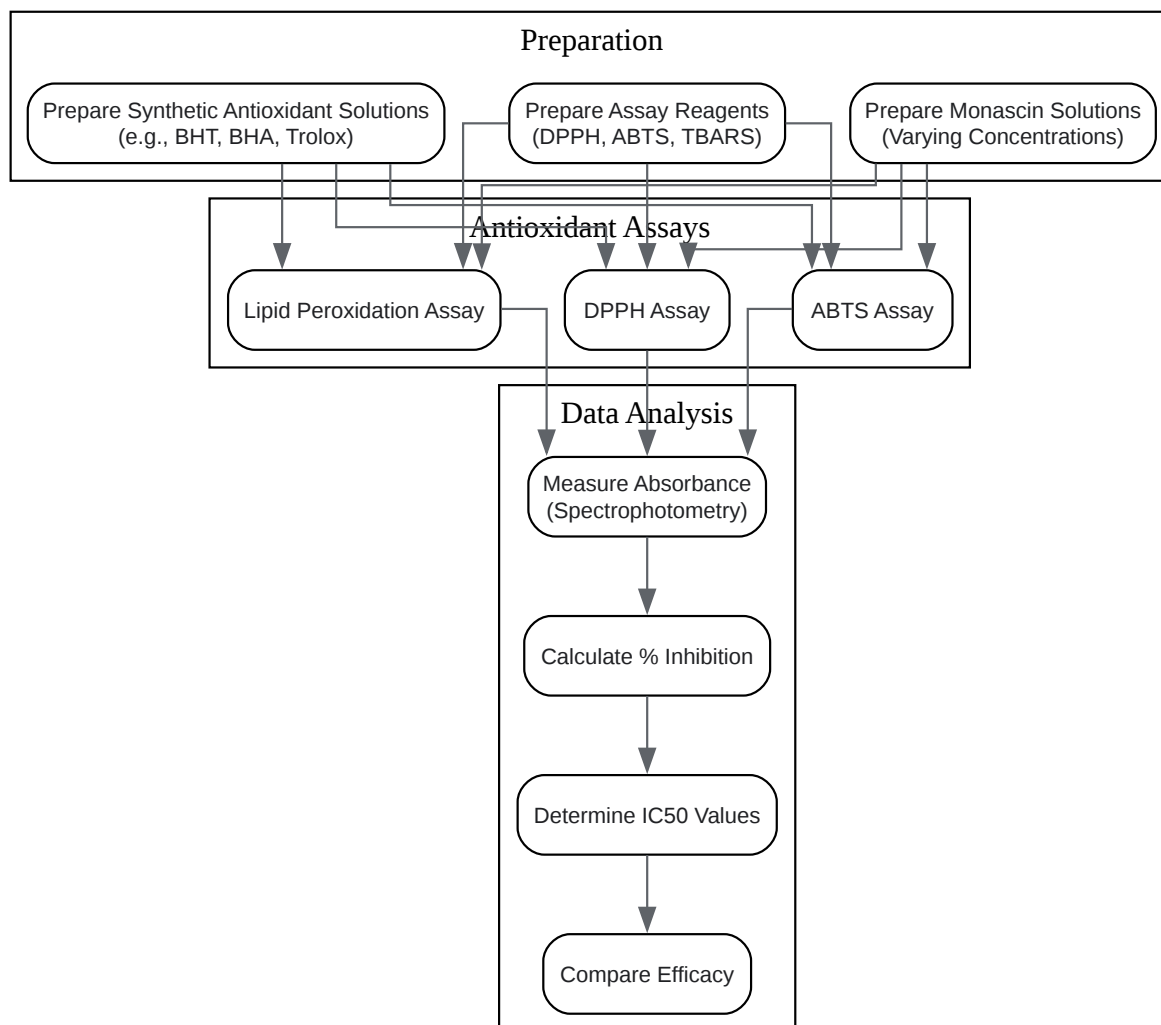 Preparation
Prepare Synthetic Antioxidant Solutions
(e.g., BHT, BHA, Trolox)
Prepare Assay Reagents
(DPPH, ABTS, TBARS)
Prepare Monascin Solutions
(Varying Concentrations)
Antioxidant Assays
Lipid Peroxidation Assay
DPPH Assay
ABTS Assay
Data Analysis
Measure Absorbance
(Spectrophotometry)
Calculate % Inhibition
Determine IC50 Values
Compare Efficacy